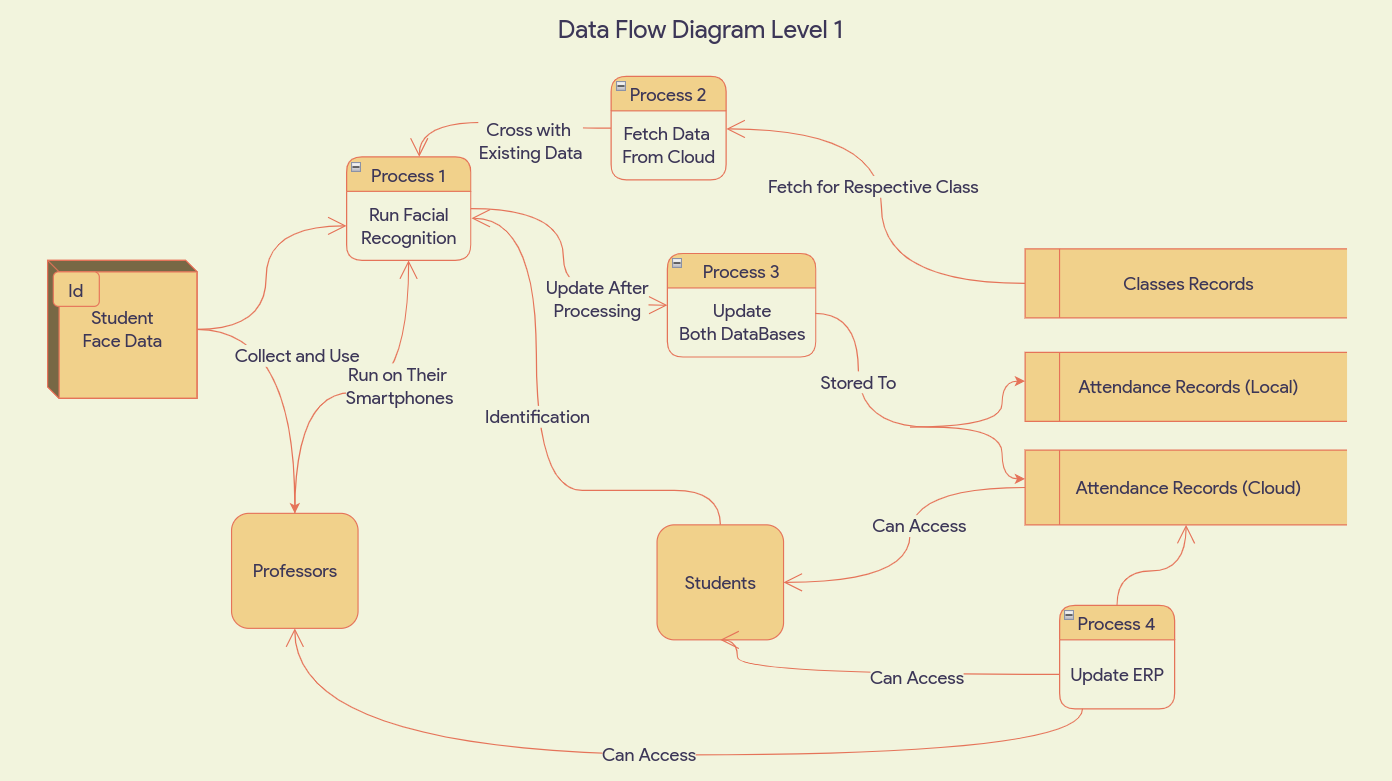 Data Flow Diagram Level 1
Process 2
Fetch Data
From Cloud
Cross with
Existing Data
Process 1
Run Facial
Recognition
Fetch for Respective Class
Id
Student
Face Data
Process 3
Update
Both DataBases
Update After
Processing
Classes Records
Collect and Use
Run on Their
Smartphones
Stored To
Attendance Records (Local)
Identification
Attendance Records (Cloud)
Can Access
Professors
Students
Process 4
Update ERP
Can Access
Can Access